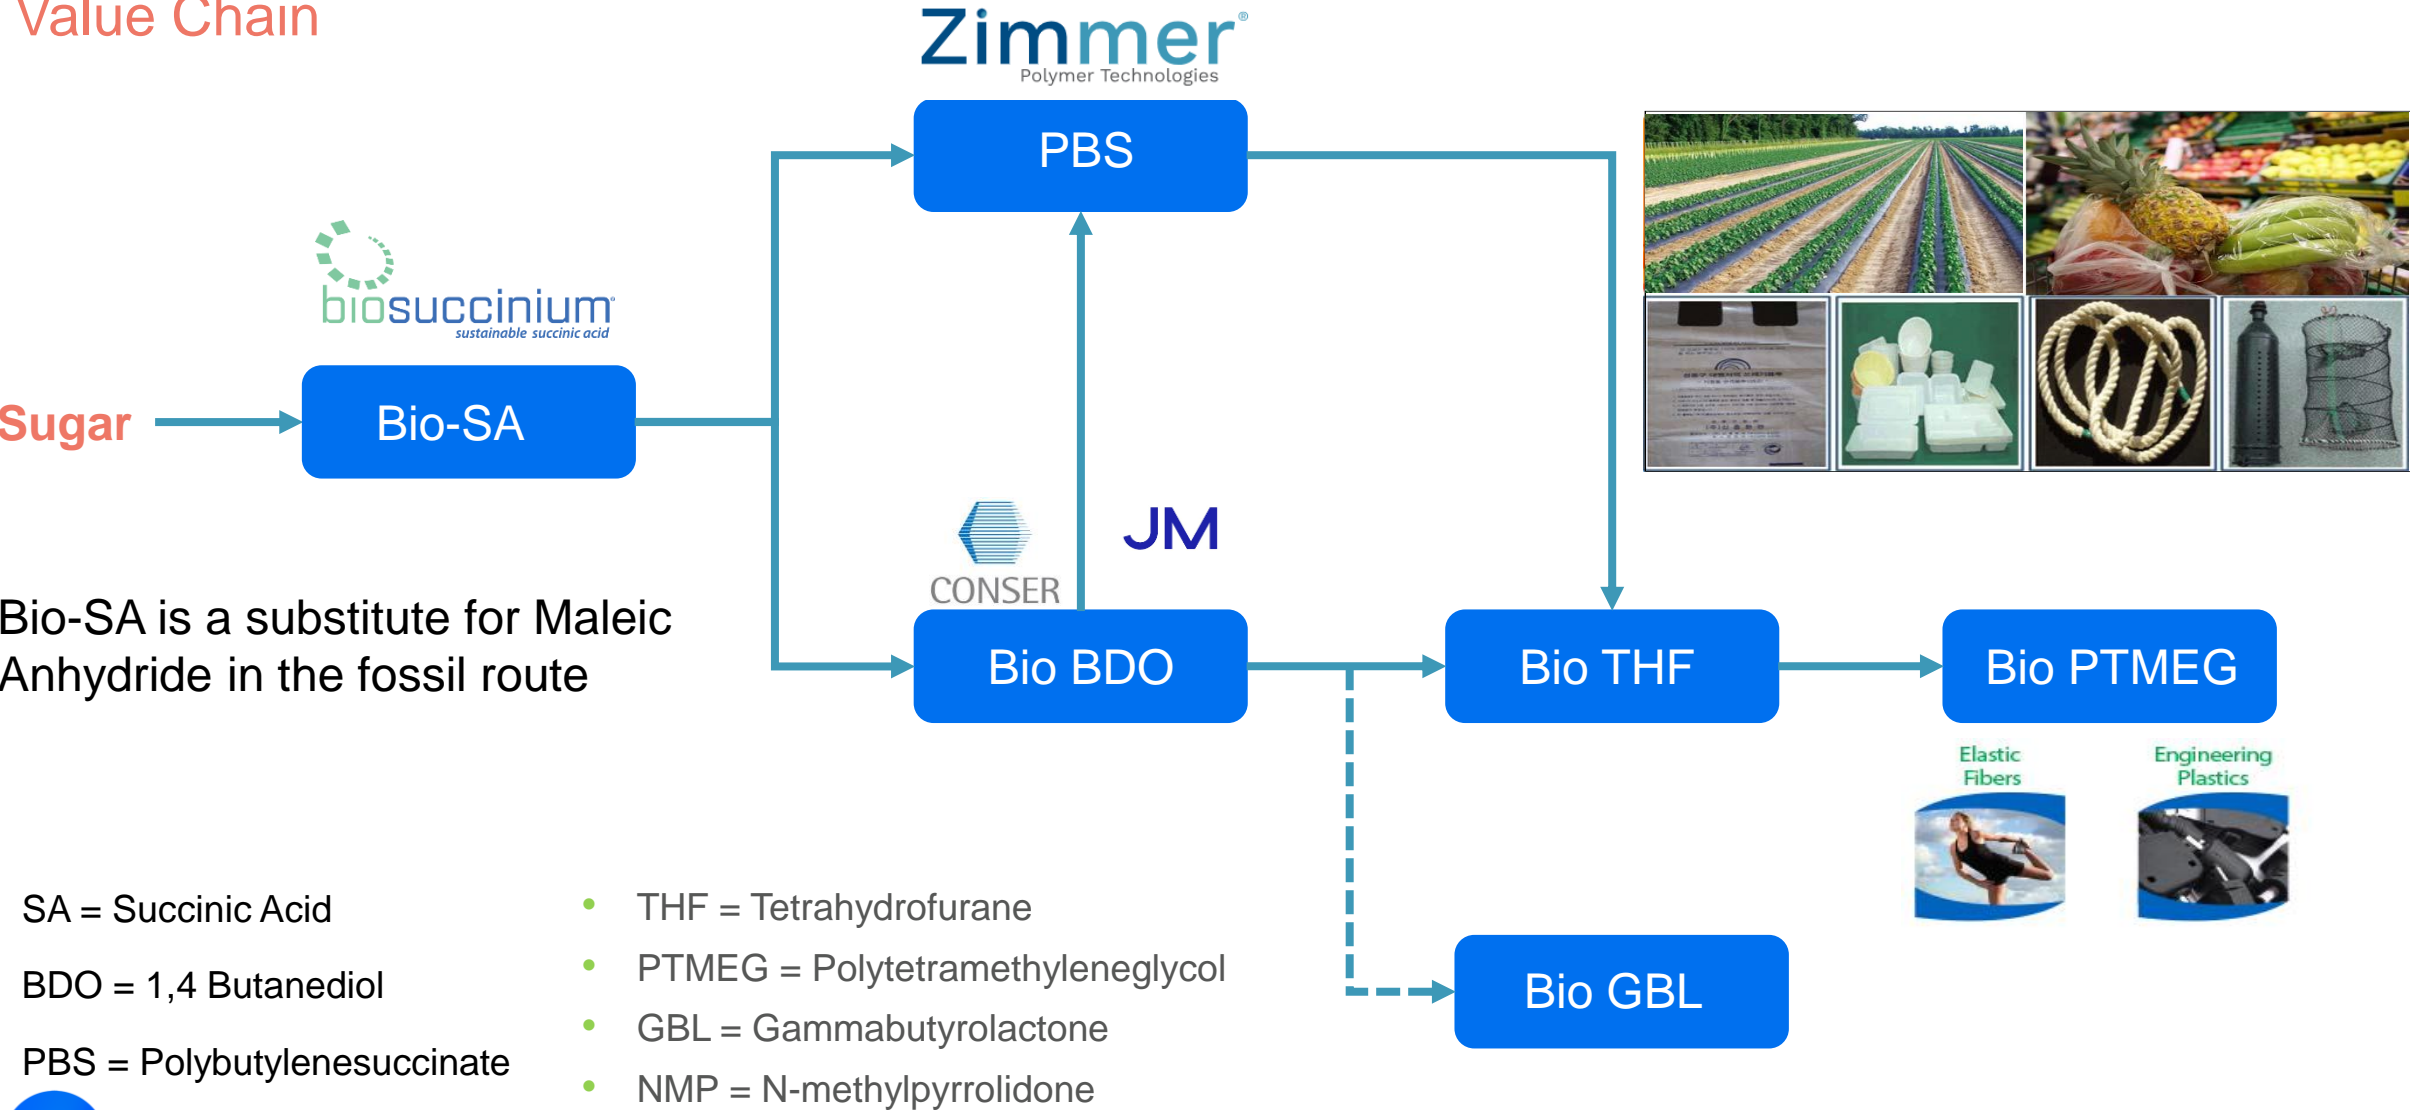 Value Chain
Zimmer®
Polymer Technologies
PBS
biosuccinium
sustainable succinic acid
Sugar
Bio-SA
CONSER
JM
Bio-SA is a substitute for Maleic
Anhydride in the fossil route
Bio BDO
Bio THF
Bio PTMEG
Elastic
Fibers
Engineering
Plastics
Bio GBL
SA = Succinic Acid
BDO = 1,4 Butanediol
PBS = Polybutylenesuccinate
• THF = Tetrahydrofurane
• PTMEG = Polytetramethyleneglycol
• GBL = Gammabutyrolactone
• NMP = N-methylpyrrolidone